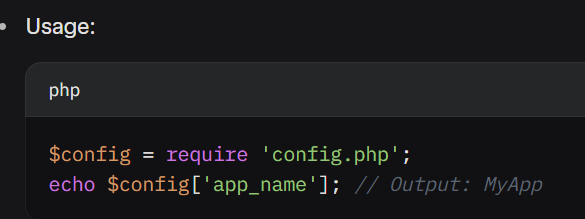 Usage:
php
$config = require 'config.php';
echo $config['app_name']; // Output: MyApp